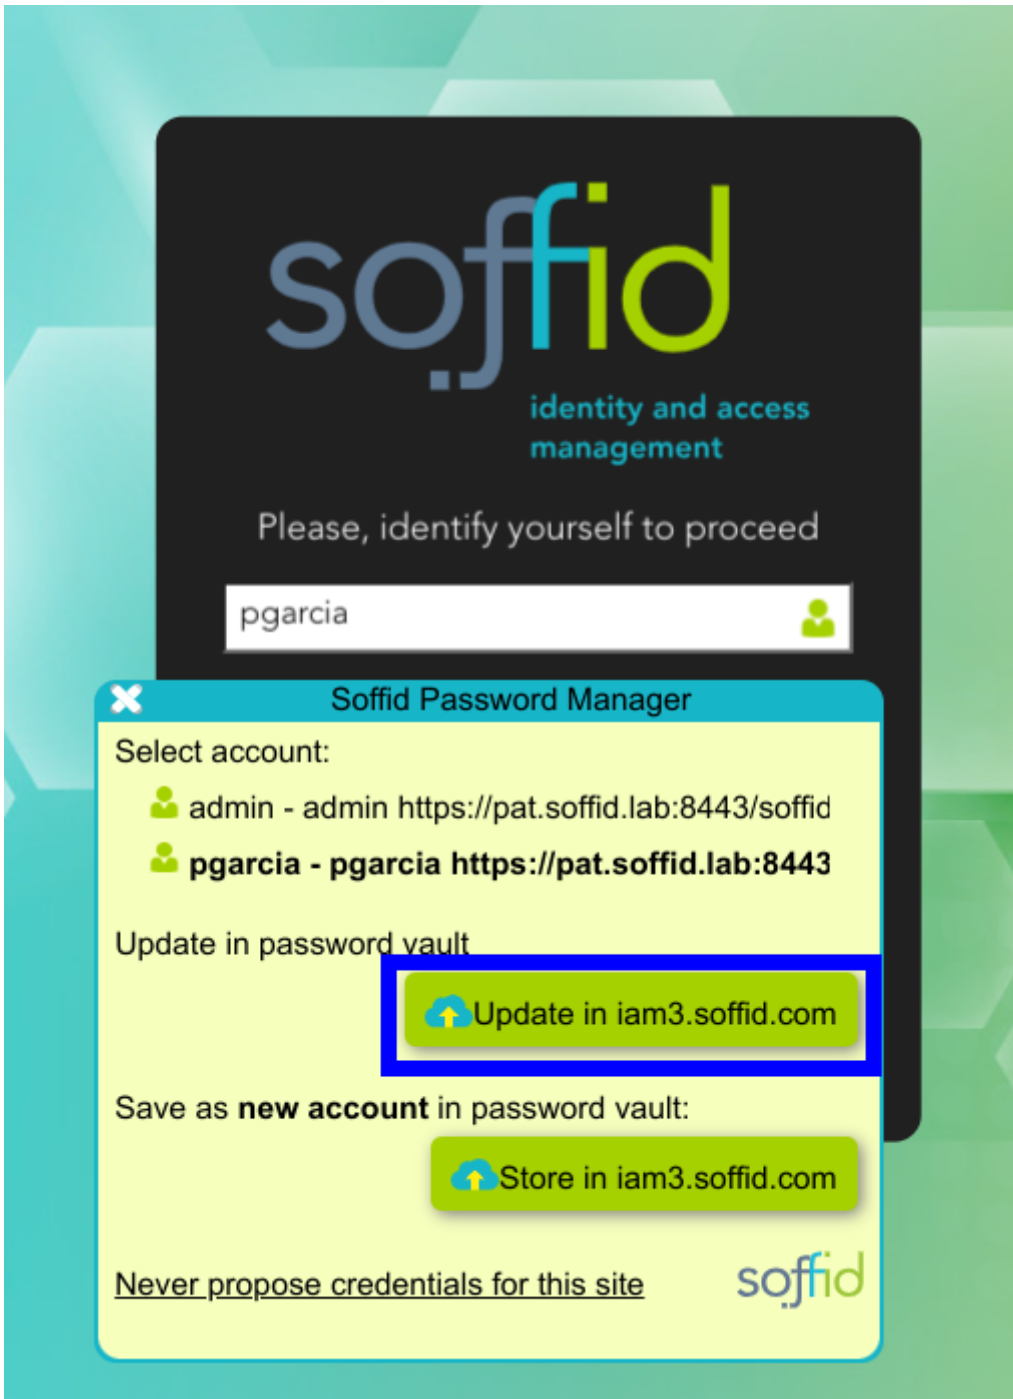 soffid
identity and access
management
Please, identify yourself to proceed
pgarcia
Soffid Password Manager
Select account:
admin - admin https://pat.soffid.lab:8443/soffid
pgarcia - pgarcia https://pat.soffid.lab:8443
Update in password vault
Update in iam3.soffid.com
Save as new account in password vault:
Store in iam3.soffid.com
Never propose credentials for this site
soffid